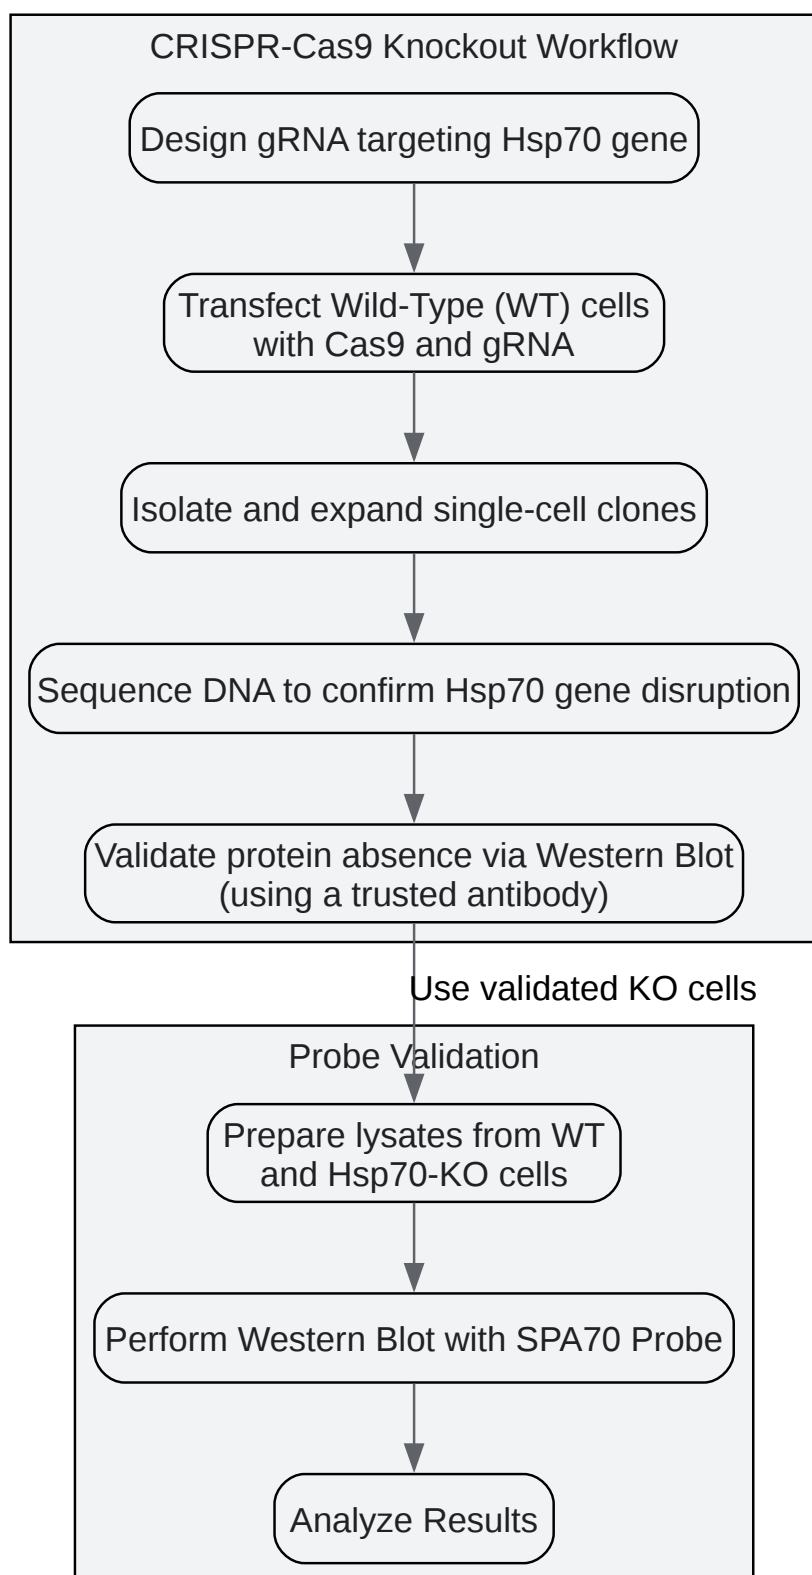 CRISPR-Cas9 Knockout Workflow
Design gRNA targeting Hsp70 gene
Transfect Wild-Type (WT) cells
with Cas9 and gRNA
Isolate and expand single-cell clones
Sequence DNA to confirm Hsp70 gene disruption
Validate protein absence via Western Blot
(using a trusted antibody)
Use validated KO cells
Probe Validation
Prepare lysates from WT
and Hsp70-KO cells
Perform Western Blot with SPA70 Probe
Analyze Results